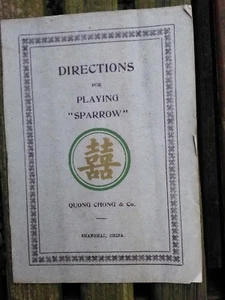 DIRECTIONS
FOR
PLAYING
"SPARROW"
囍
QUONG CHONG & Co.
SHANGHAI, CHINA